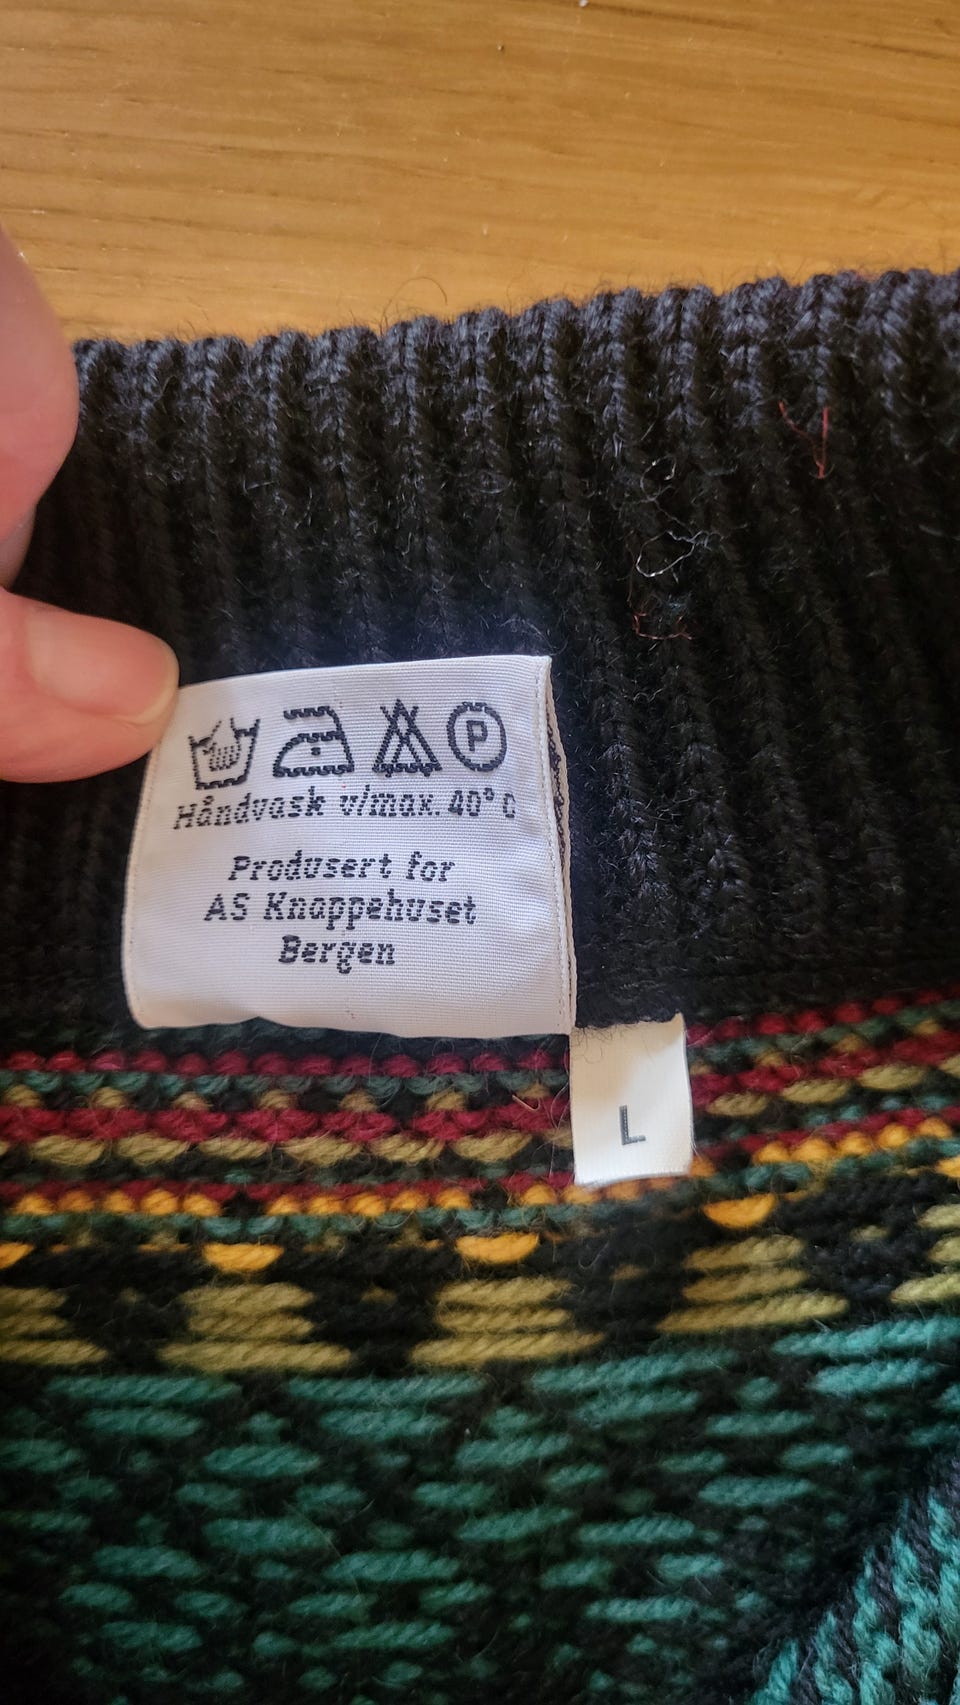 P
Håndvask v/max. 40° C
Produsert for
AS Knappehuset
Bergen
L